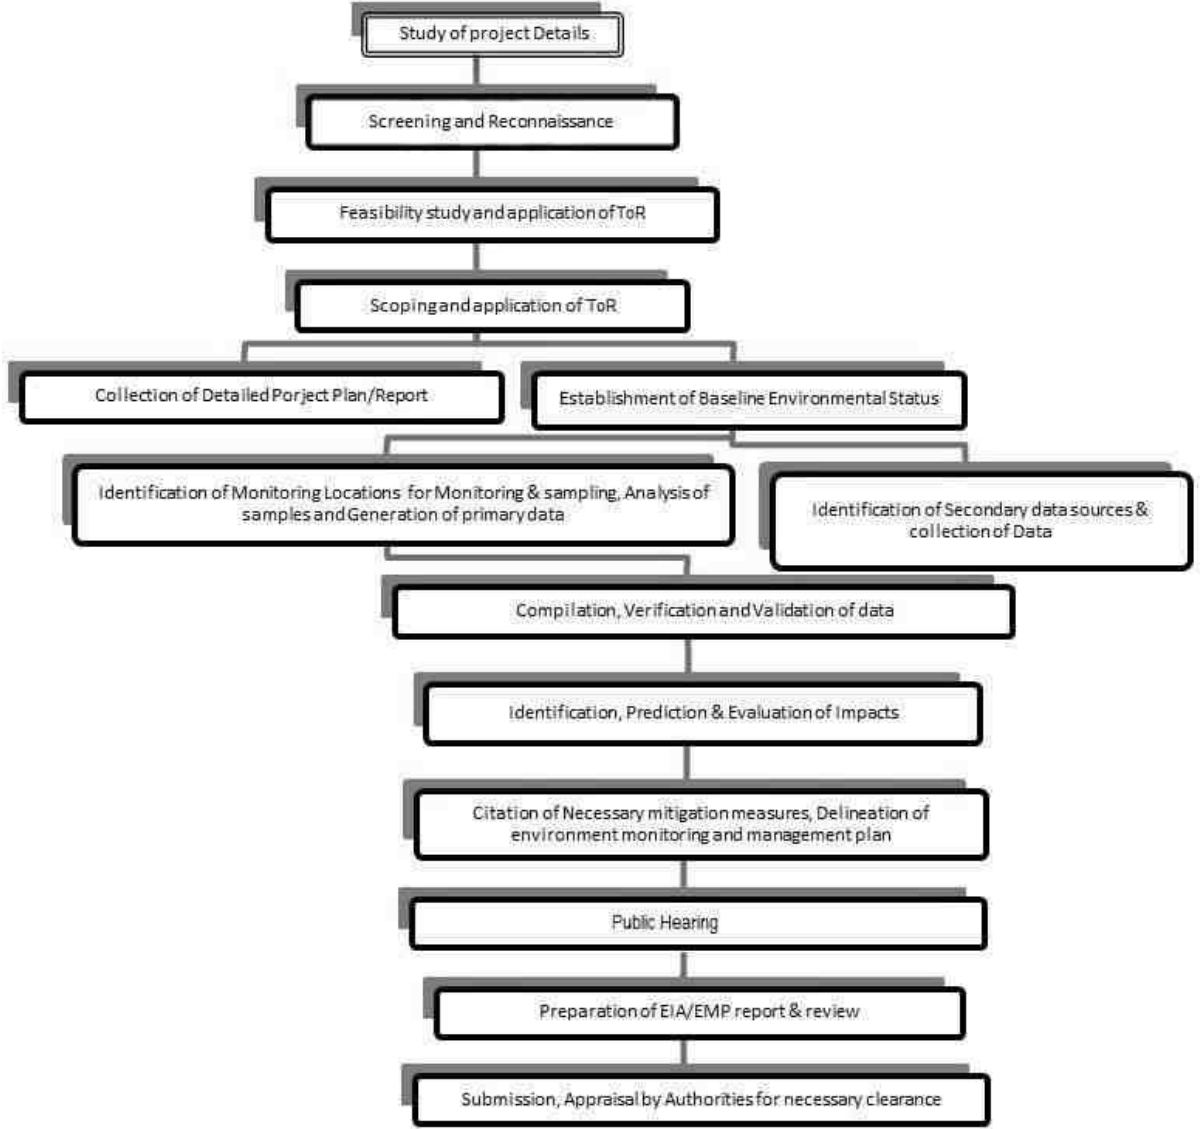 Study of project Details
Screening and Reconnaissance
Feasibility study and application of ToR
Scoping and application of ToR
Collection of Detailed Porject Plan/Report
Establishment of Baseline Environmental Status
Identification of Monitoring Locations for Monitoring & sampling, Analysis of
samples and Generation of primary data
Identification of Secondary data sources &
collection of Data
Compilation, Verification and Validation of data
Identification, Prediction & Evaluation of Impacts
Citation of Necessary mitigation measures, Delineation of
environment monitoring and management plan
Public Hearing
Preparation of EIA/EMP report & review
Submission, Appraisal by Authorities for necessary clearance